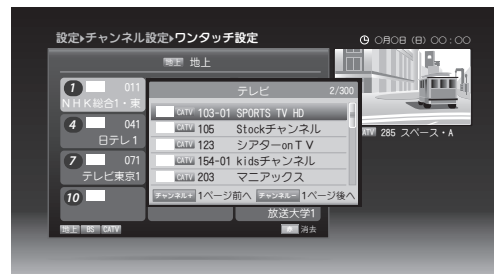 設定▸チャンネル設定▸ワンタッチ設定
○月○日 (日) ○○:○○
地上 地上
1 011
NHK総合1・東
4 041
日テレ1
7 071
テレビ東京1
10
放送大学1
テレビ 2/300
CATV 103-01 SPORTS TV HD
CATV 105 Stockチャンネル
CATV 123 シアターonTV
CATV 154-01 kidsチャンネル
CATV 203 マニアックス
チャンネル+ 1ページ前へ チャンネル- 1ページ後へ
CATV 285 スペース・A
地上 BS CATV
消去